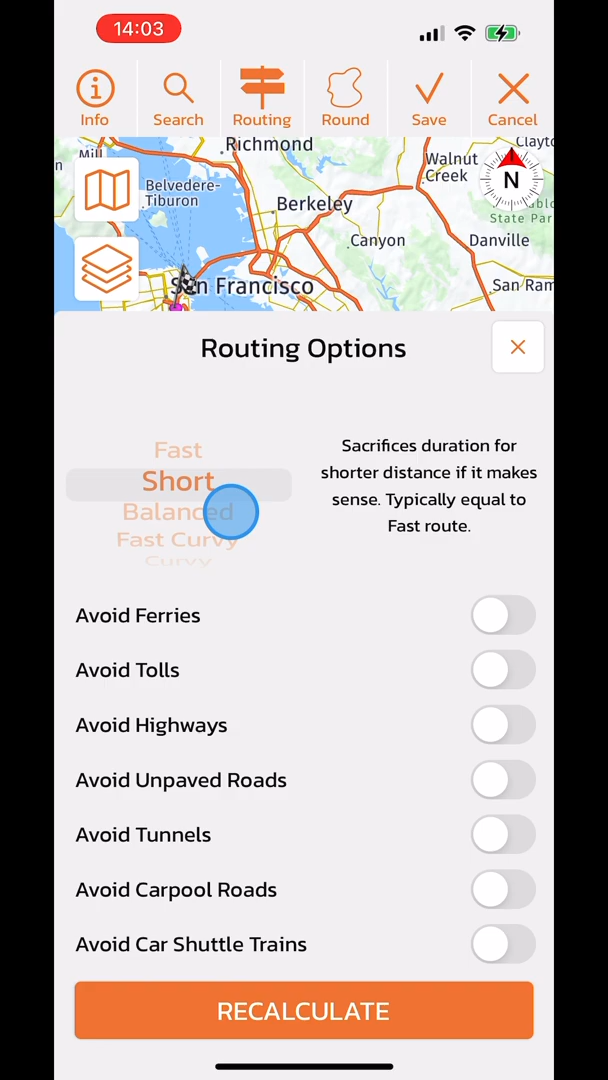 14:03
Info
Search
Routing
Round
Save
Cancel
Richmond
Mill
Belvedere-
Tiburon
Berkeley
Walnut
Creek
Clayto
N
State Par
Canyon
Danville
San Francisco
San Ram
Routing Options
Fast
Short
Balanced
Fast Curvy
Curvy
Sacrifices duration for
shorter distance if it makes
sense. Typically equal to
Fast route.
Avoid Ferries
Avoid Tolls
Avoid Highways
Avoid Unpaved Roads
Avoid Tunnels
Avoid Carpool Roads
Avoid Car Shuttle Trains
RECALCULATE